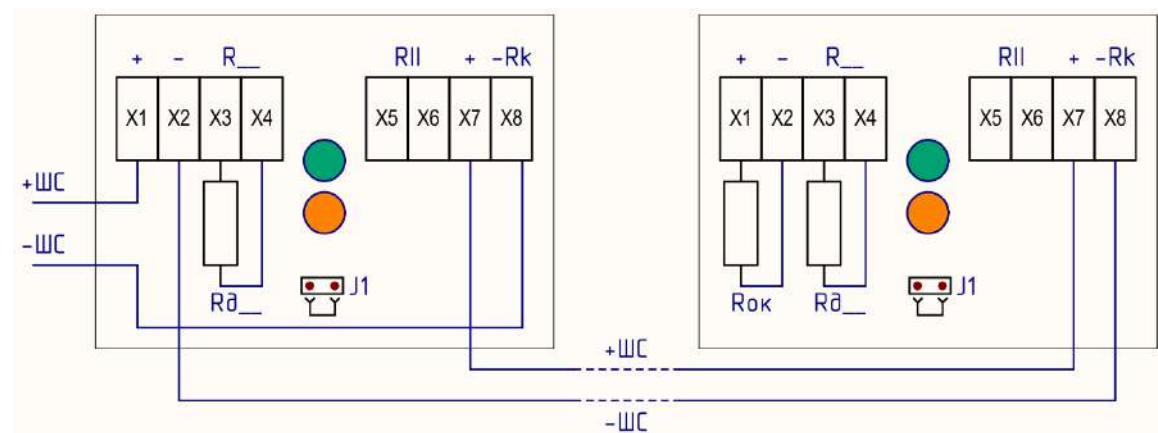 + − R__ RII + −Rk + − R__ RII + −Rk
X1 X2 X3 X4 X5 X6 X7 X8 X1 X2 X3 X4 X5 X6 X7 X8
+ШС
−ШС
Rд__ J1 Rок Rд__ J1
+ШС
−ШС